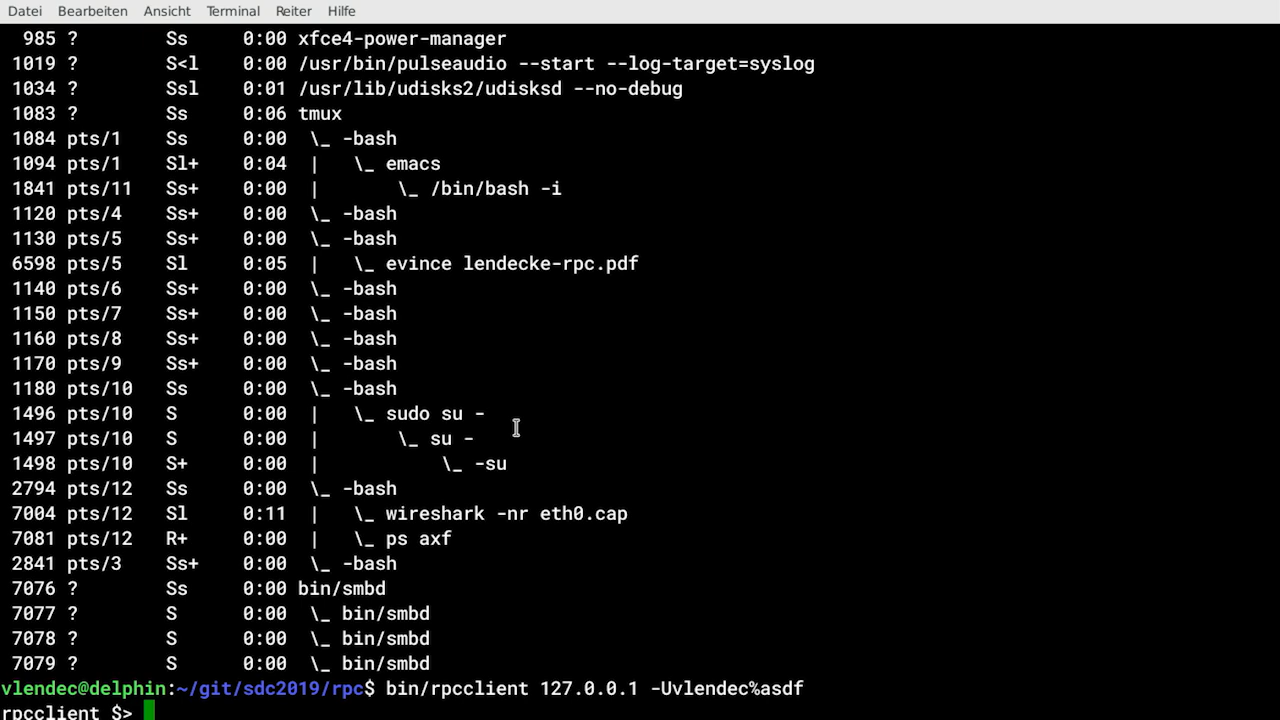 Datei Bearbeiten Ansicht Terminal Reiter Hilfe
985 ? Ss 0:00 xfce4-power-manager
1019 ? S<l 0:00 /usr/bin/pulseaudio --start --log-target=syslog
1034 ? Ssl 0:01 /usr/lib/udisks2/udisksd --no-debug
1083 ? Ss 0:06 tmux
1084 pts/1 Ss 0:00 \_ -bash
1094 pts/1 Sl+ 0:04 | \_ emacs
1841 pts/11 Ss+ 0:00 | \_ /bin/bash -i
1120 pts/4 Ss+ 0:00 \_ -bash
1130 pts/5 Ss+ 0:00 \_ -bash
6598 pts/5 Sl 0:05 | \_ evince lendecke-rpc.pdf
1140 pts/6 Ss+ 0:00 \_ -bash
1150 pts/7 Ss+ 0:00 \_ -bash
1160 pts/8 Ss+ 0:00 \_ -bash
1170 pts/9 Ss+ 0:00 \_ -bash
1180 pts/10 Ss 0:00 \_ -bash
1496 pts/10 S 0:00 | \_ sudo su -
1497 pts/10 S 0:00 | \_ su -
1498 pts/10 S+ 0:00 | \_ -su
2794 pts/12 Ss 0:00 \_ -bash
7004 pts/12 Sl 0:11 | \_ wireshark -nr eth0.cap
7081 pts/12 R+ 0:00 | \_ ps axf
2841 pts/3 Ss+ 0:00 \_ -bash
7076 ? Ss 0:00 bin/smbd
7077 ? S 0:00 \_ bin/smbd
7078 ? S 0:00 \_ bin/smbd
7079 ? S 0:00 \_ bin/smbd
vlendec@delphin:~/git/sdc2019/rpc$ bin/rpcclient 127.0.0.1 -Uvlendec%asdf
rpcclient $>